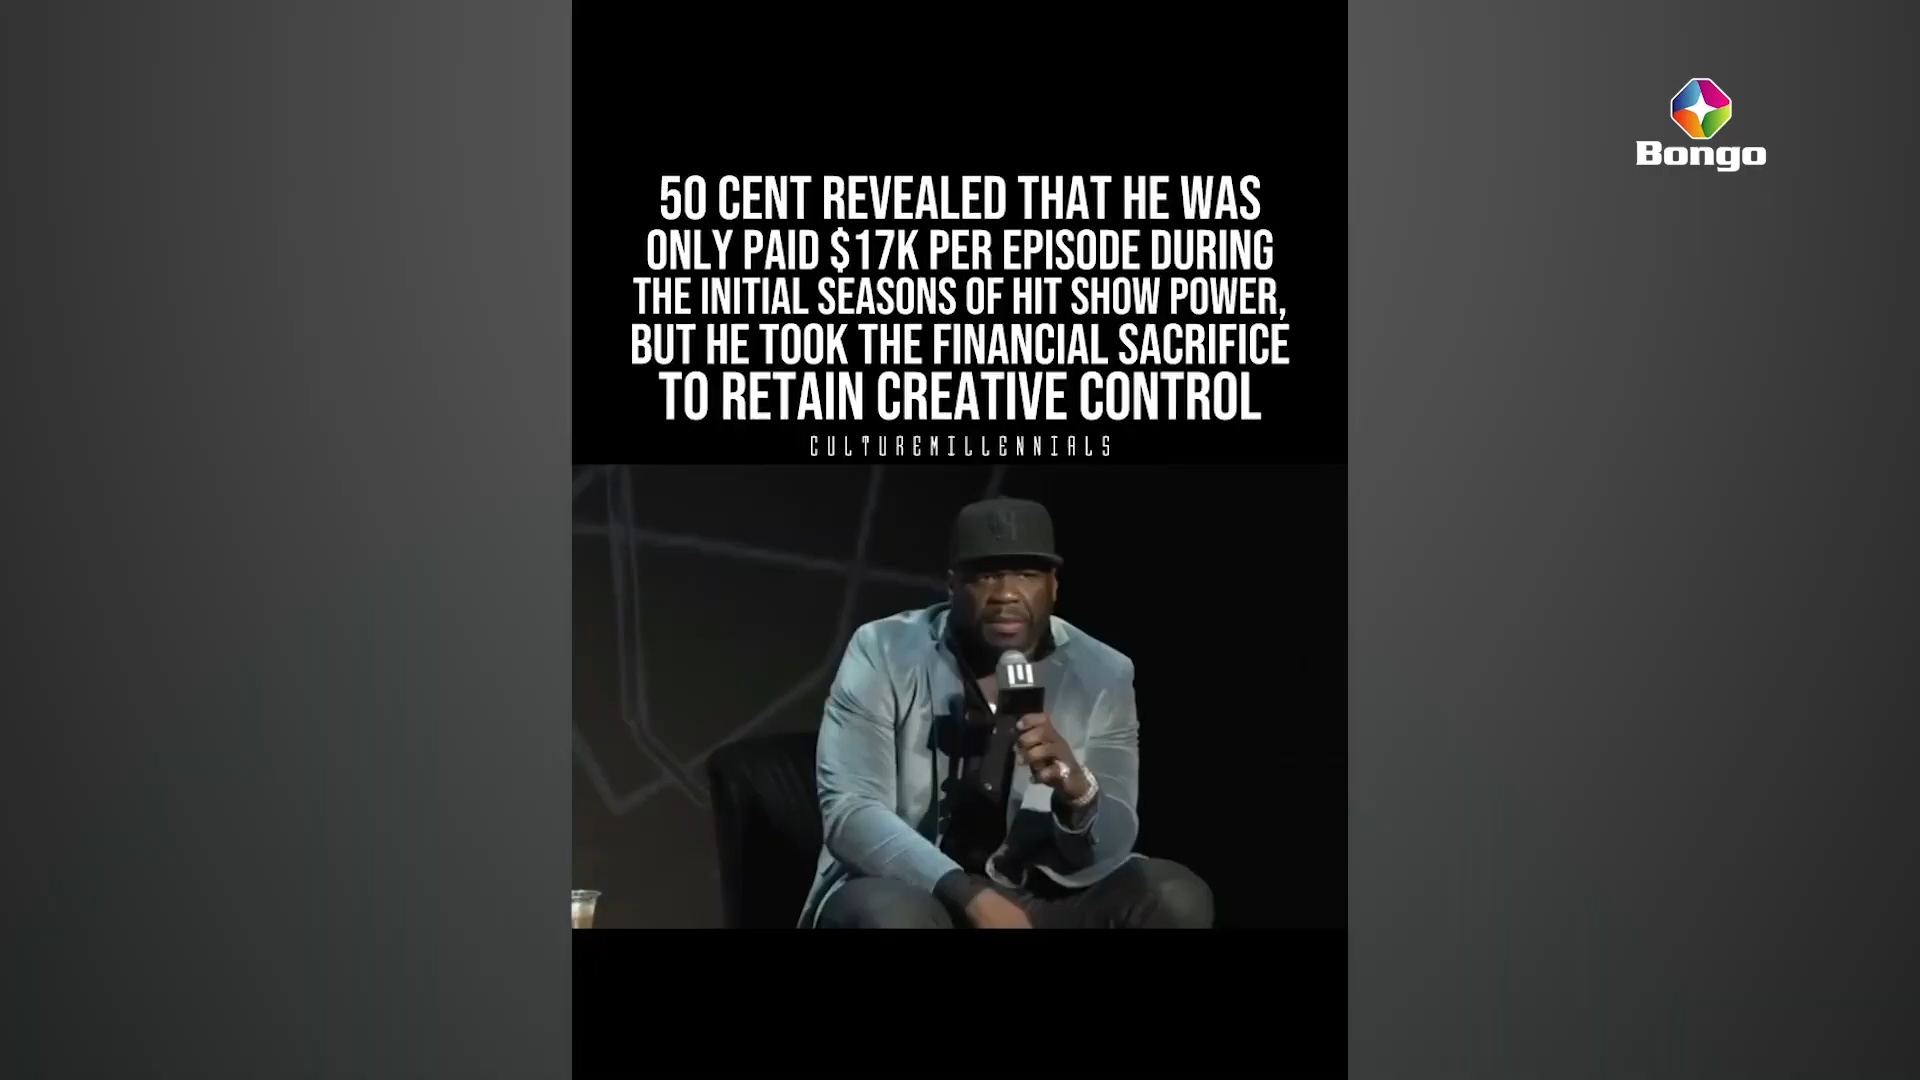 Bongo
50 CENT REVEALED THAT HE WAS
ONLY PAID $17K PER EPISODE DURING
THE INITIAL SEASONS OF HIT SHOW POWER,
BUT HE TOOK THE FINANCIAL SACRIFICE
TO RETAIN CREATIVE CONTROL
CULTUREMILLENNIALS